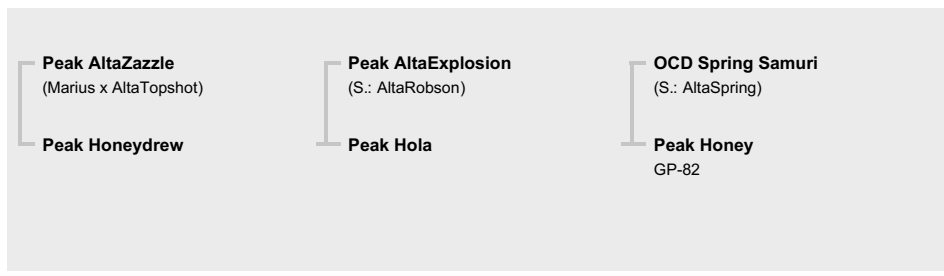 Peak AltaZazzle
(Marius x AltaTopshot)
Peak Honeydrew
Peak AltaExplosion
(S.: AltaRobson)
Peak Hola
OCD Spring Samuri
(S.: AltaSpring)
Peak Honey
GP-82